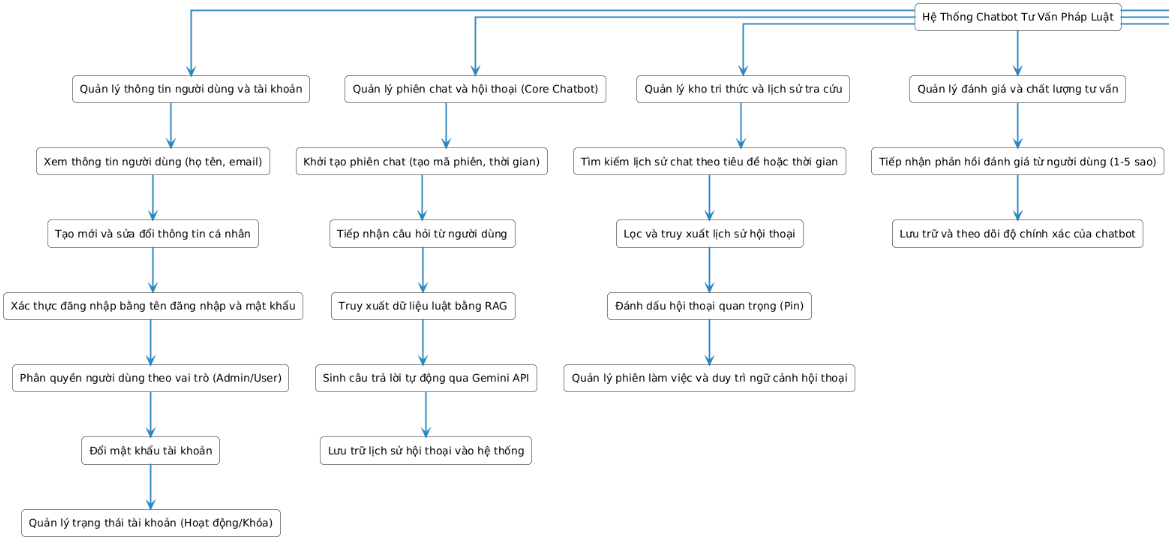 Hệ Thống Chatbot Tư Vấn Pháp Luật
Quản lý thông tin người dùng và tài khoản
Quản lý phiên chat và hội thoại (Core Chatbot)
Quản lý kho tri thức và lịch sử tra cứu
Quản lý đánh giá và chất lượng tư vấn
Xem thông tin người dùng (họ tên, email)
Khởi tạo phiên chat (tạo mã phiên, thời gian)
Tìm kiếm lịch sử chat theo tiêu đề hoặc thời gian
Tiếp nhận phản hồi đánh giá từ người dùng (1-5 sao)
Tạo mới và sửa đổi thông tin cá nhân
Tiếp nhận câu hỏi từ người dùng
Lọc và truy xuất lịch sử hội thoại
Lưu trữ và theo dõi độ chính xác của chatbot
Xác thực đăng nhập bằng tên đăng nhập và mật khẩu
Truy xuất dữ liệu luật bằng RAG
Đánh dấu hội thoại quan trọng (Pin)
Phân quyền người dùng theo vai trò (Admin/User)
Sinh câu trả lời tự động qua Gemini API
Quản lý phiên làm việc và duy trì ngữ cảnh hội thoại
Đổi mật khẩu tài khoản
Lưu trữ lịch sử hội thoại vào hệ thống
Quản lý trạng thái tài khoản (Hoạt động/Khóa)